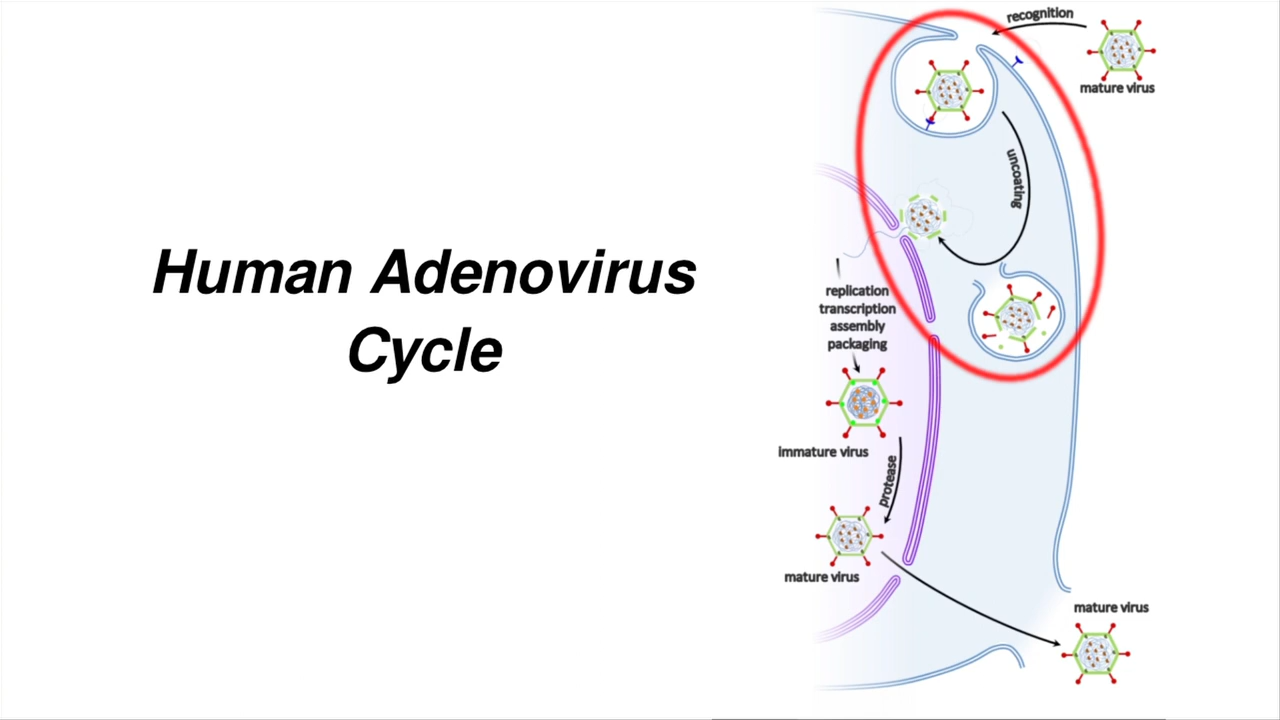 Human Adenovirus
Cycle
recognition
mature virus
uncoating
replication
transcription
assembly
packaging
immature virus
protease
mature virus
mature virus